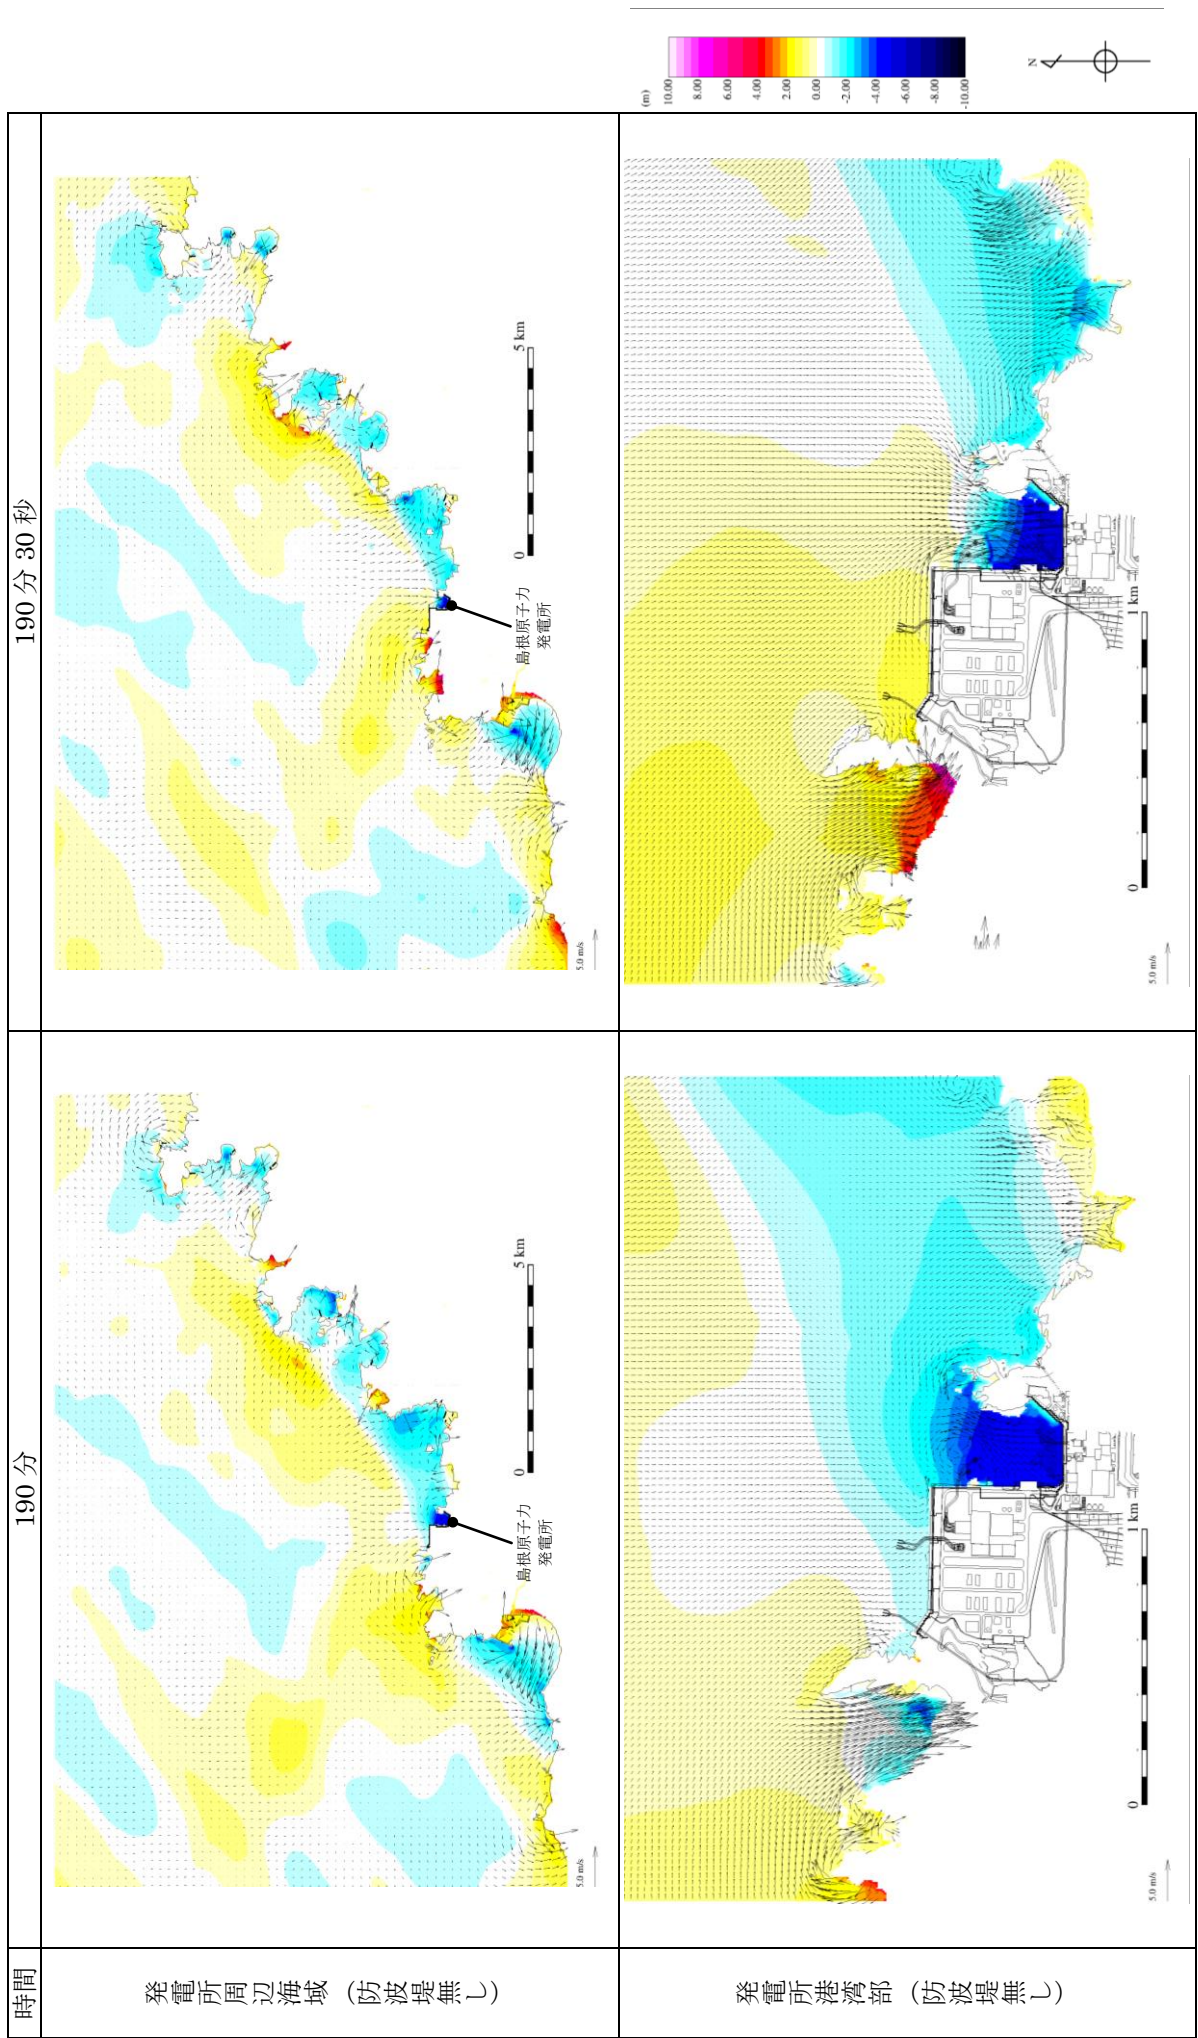 時間
190分
190分 30秒
発電所周辺海域（防波堤無し）
5.0 m/s
島根原子力
発電所
0
5 km
5.0 m/s
島根原子力
発電所
0
5 km
発電所港湾部（防波堤無し）
5.0 m/s
0
1 km
5.0 m/s
0
1 km
(m)
10.00
8.00
6.00
4.00
2.00
0.00
-2.00
-4.00
-6.00
-8.00
-10.00
N